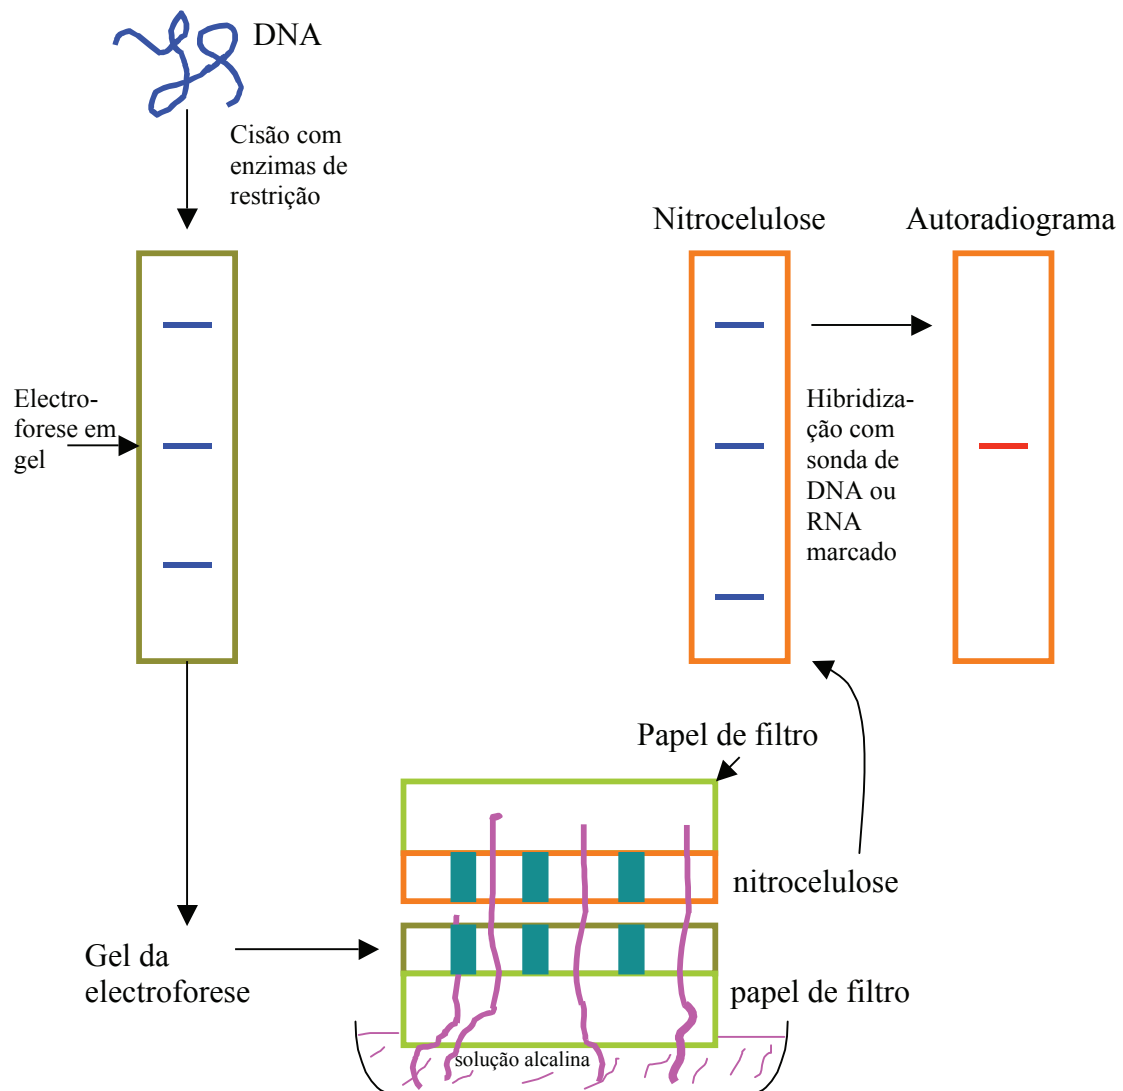 DNA
Cisão com
enzimas de
restrição
Nitrocelulose
Autoradiograma
Electro-
forese em
gel
Hibridiza-
ção com
sonda de
DNA ou
RNA
marcado
Papel de filtro
nitrocelulose
Gel da
electroforese
papel de filtro
solução alcalina